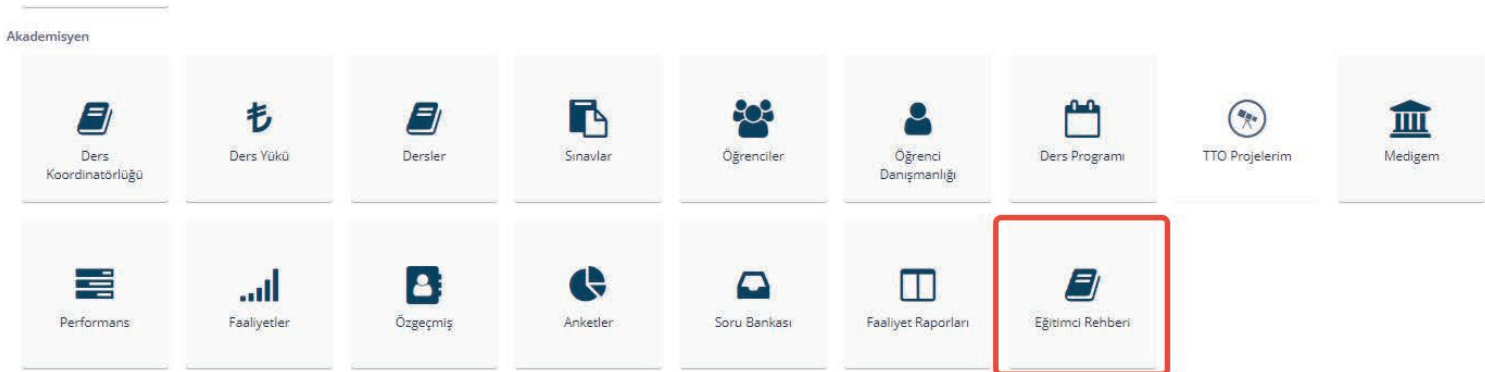 Akademisyen
Ders
Koordinatörlüğü
Ders Yükü
Dersler
Sınavlar
Öğrenciler
Öğrenci
Danışmanlığı
Ders Programı
TTO Projelerim
Medigem
Performans
Faaliyetler
Özgeçmiş
Anketler
Soru Bankası
Faaliyet Raporları
Eğitimci Rehberi